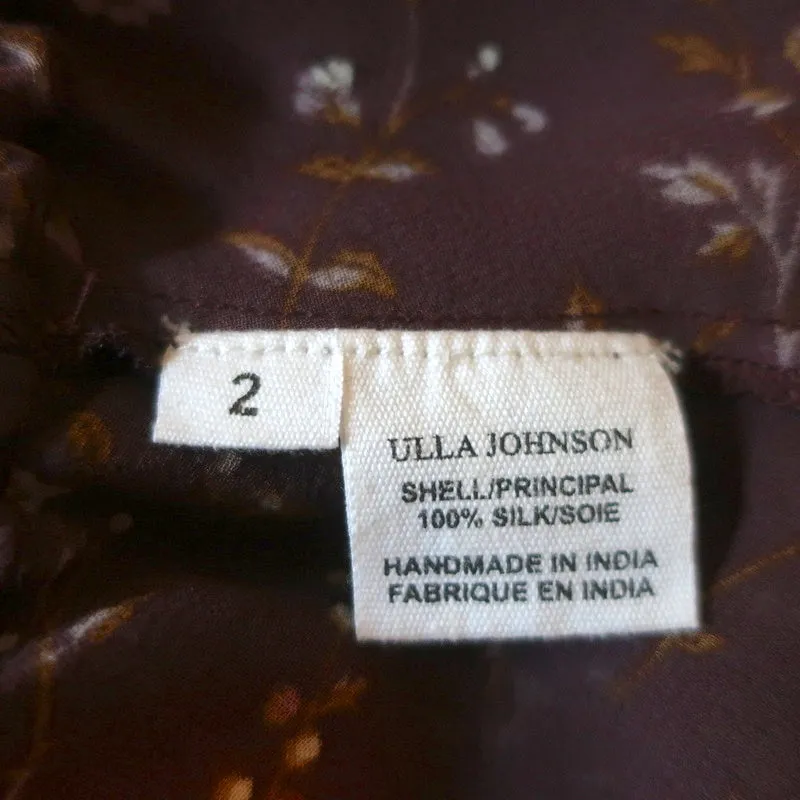 2
ULLA JOHNSON
SHELL/PRINCIPAL
100% SILK/SOIE
HANDMADE IN INDIA
FABRIQUE EN INDIA